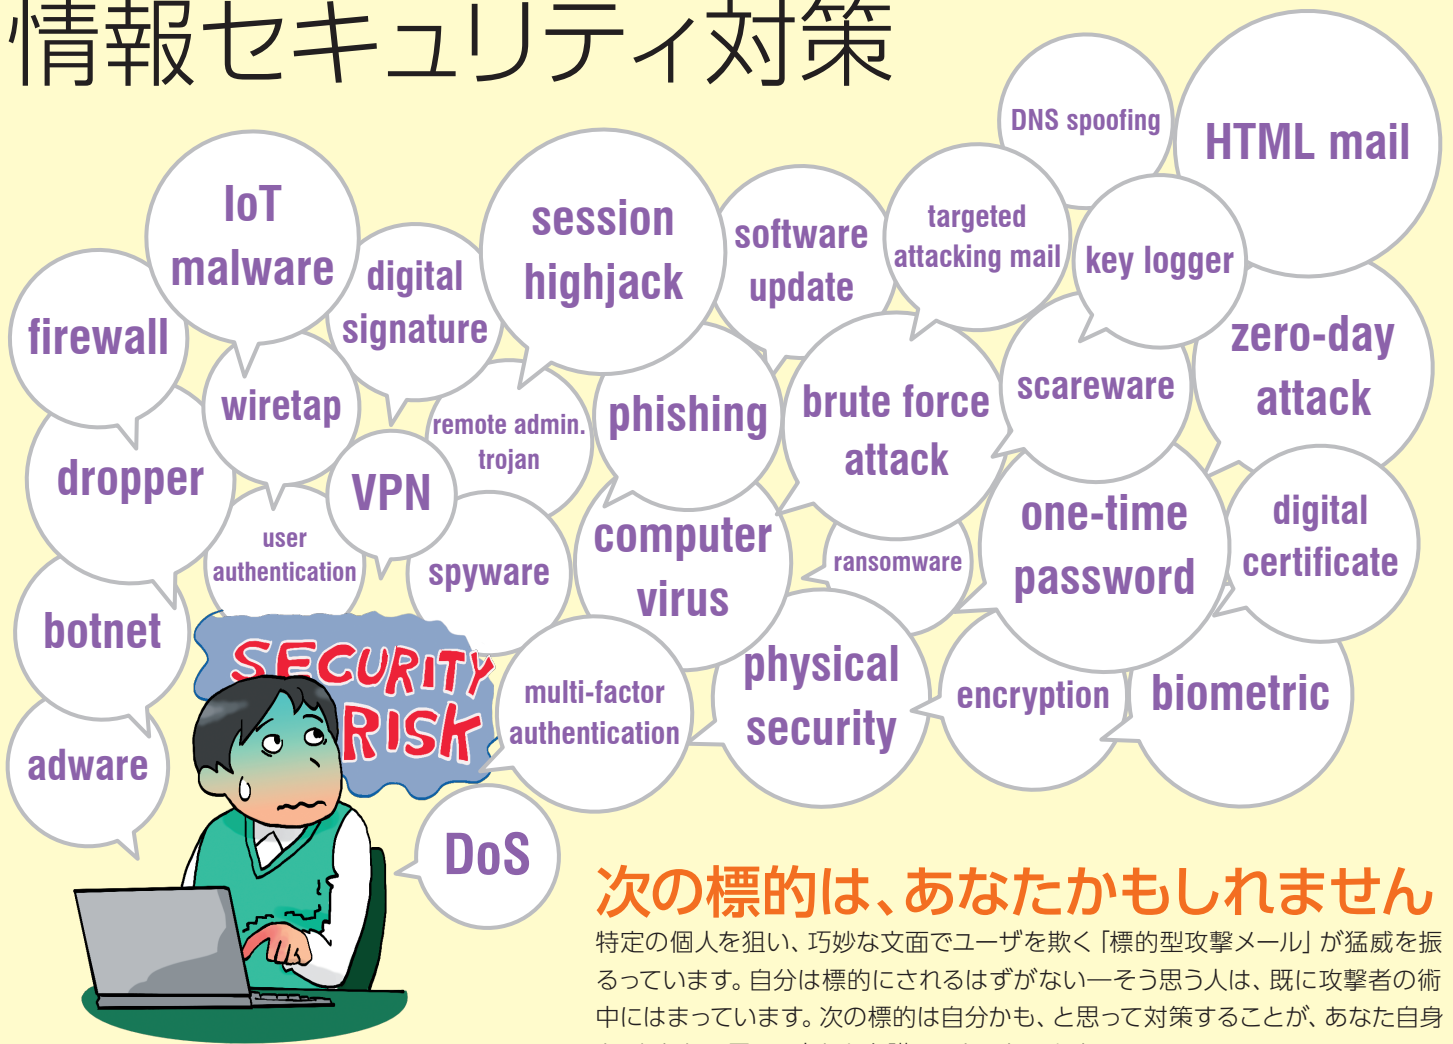 情報セキュリティ対策
DNS spoofing
HTML mail
IoT
malware
session
highjack
software
update
targeted
attacking mail
key logger
digital
signature
firewall
zero-day
attack
wiretap
remote admin.
trojan
phishing
brute force
attack
scareware
dropper
VPN
computer
virus
one-time
password
digital
certificate
user
authentication
spyware
ransomware
botnet
SECURITY
RISK
multi-factor
authentication
physical
security
encryption
biometric
adware
DoS
次の標的は、あなたかもしれません
特定の個人を狙い、巧妙な文面でユーザを欺く「標的型攻撃メール」が猛威を振
るっています。自分は標的にされるはずがない―そう思う人は、既に攻撃者の術
中にはまっています。次の標的は自分かも、と思って対策することが、あなた自身